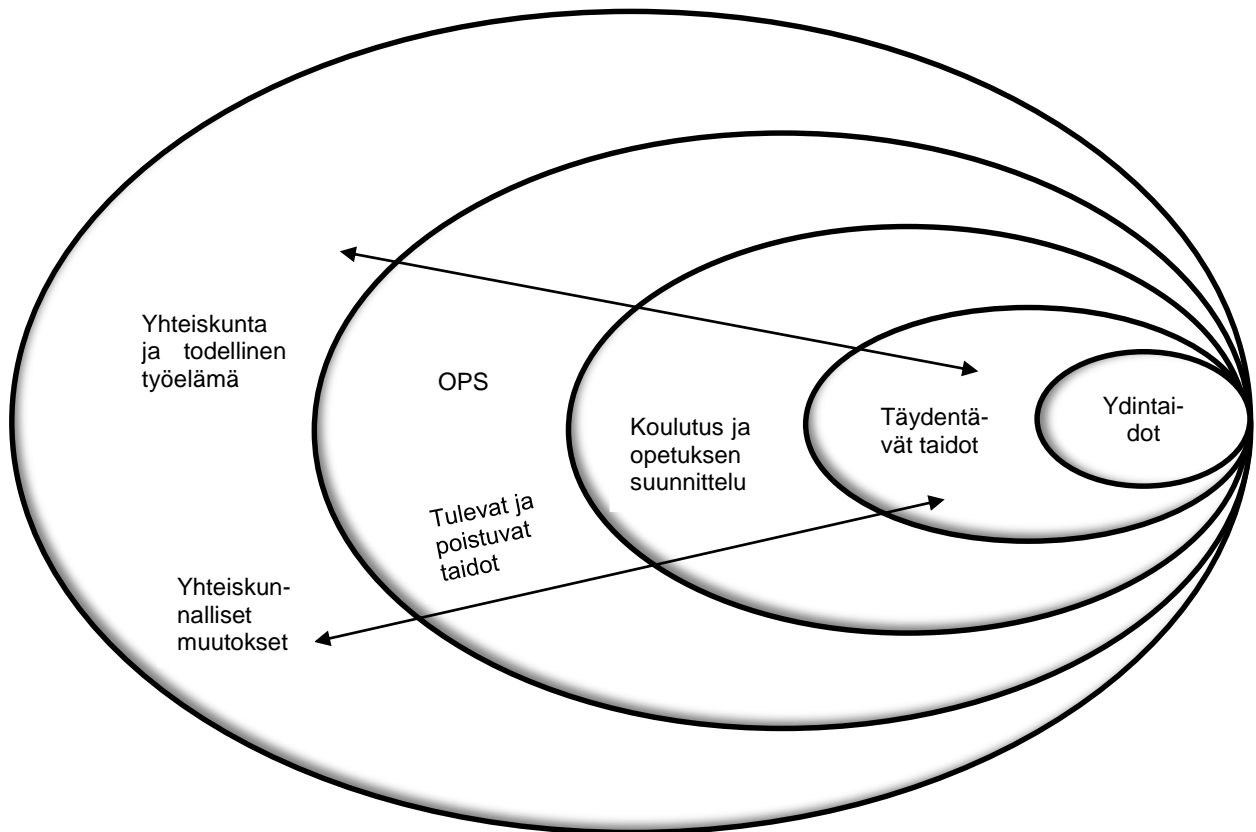 Yhteiskunta
ja todellinen
työelämä
OPS
Koulutus ja
opetuksen
suunnittelu
Täydentä-
vät taidot
Ydintai-
dot
Tulevat ja
poistuvat
taidot
Yhteiskun-
nalliset
muutokset